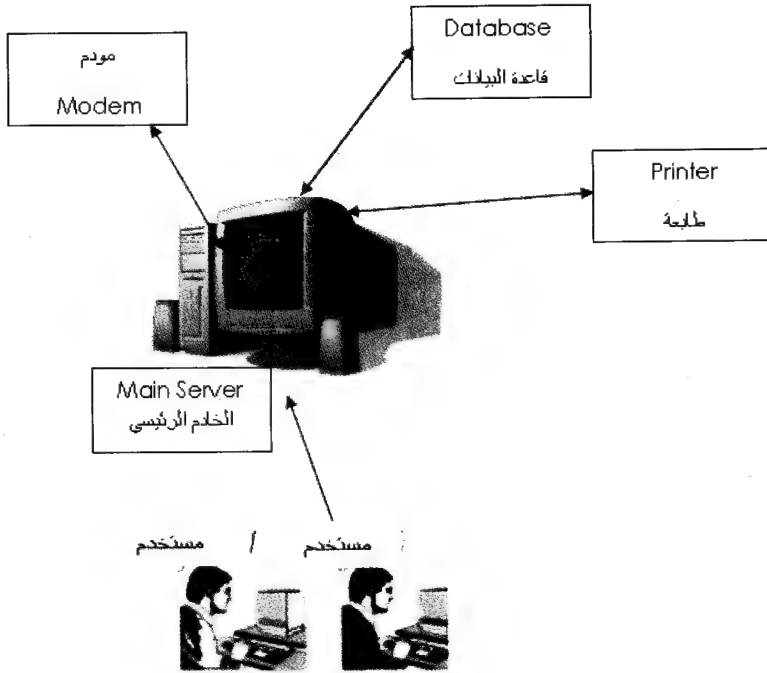 مودم
Modem
Database
قاعدة البيانات
Printer
طابعة
Main Server
الخادم الرئيسي
مستخدم / مستخدم /